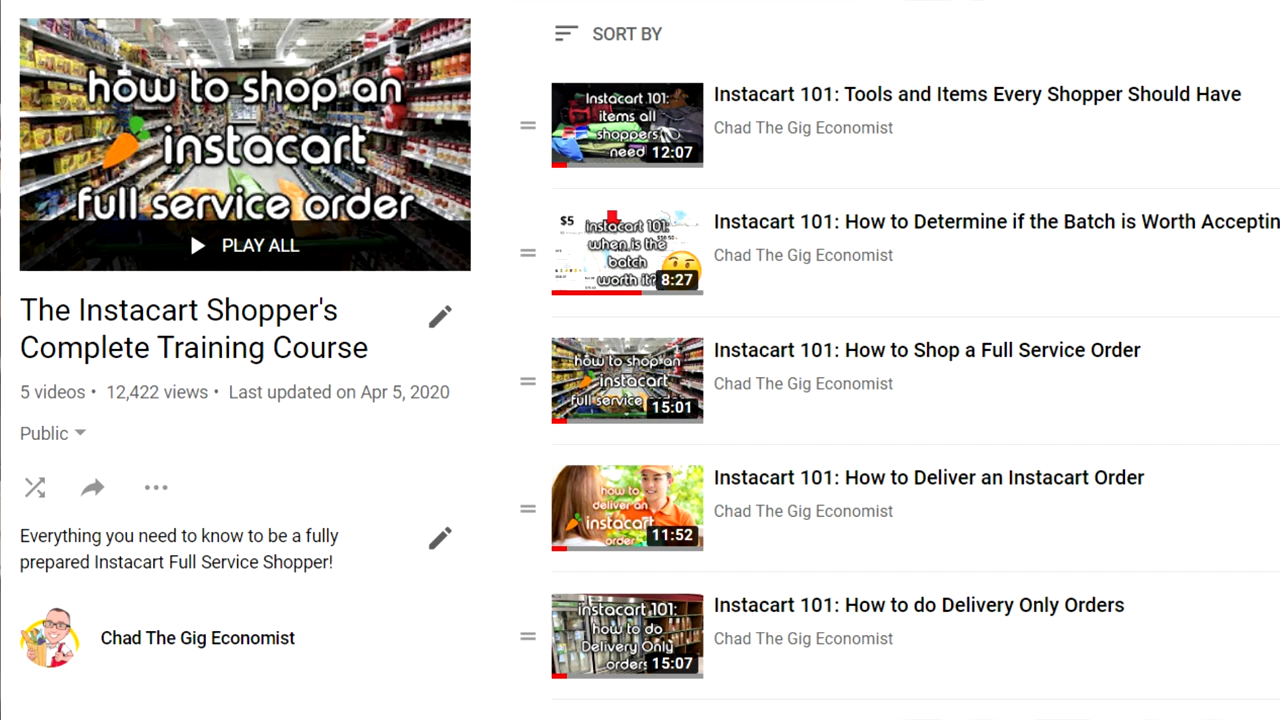 how to shop an
instacart
full service order
PLAY ALL
The Instacart Shopper's
Complete Training Course
5 videos • 12,422 views • Last updated on Apr 5, 2020
Public
Everything you need to know to be a fully
prepared Instacart Full Service Shopper!
Chad The Gig Economist
SORT BY
Instacart 101:
items all
shoppers
need 12:07
Instacart 101: Tools and Items Every Shopper Should Have
Chad The Gig Economist
$5
instacart 101:
when is the
batch
worth it? 8:27
Instacart 101: How to Determine if the Batch is Worth Acceptin
Chad The Gig Economist
how to shop an
instacart
full service
15:01
Instacart 101: How to Shop a Full Service Order
Chad The Gig Economist
how to
deliver an
instacart
order 11:52
Instacart 101: How to Deliver an Instacart Order
Chad The Gig Economist
instacart 101:
how to do
Delivery Only
orders 15:07
Instacart 101: How to do Delivery Only Orders
Chad The Gig Economist